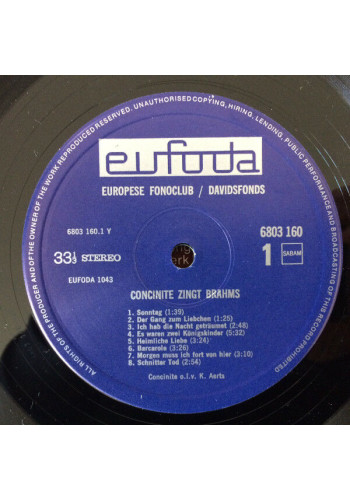 ALL RIGHTS OF THE PRODUCER AND OF THE OWNER OF THE WORK REPRODUCED RESERVED. UNAUTHORISED COPYING, HIRING, LENDING, PUBLIC PERFORMANCE AND BROADCASTING OF THIS RECORD PROHIBITED
eufoda
EUROPESE FONOCLUB / DAVIDSFONDS
6803 160.1 Y
6803 160
33⅓ STEREO
1
SABAM
EUFODA 1043
CONCINITE ZINGT BRAHMS
1. Sonntag (1:39)
2. Der Gang zum Liebchen (1:25)
3. Ich hab die Nacht geträumet (2:48)
4. Es waren zwei Königskinder (5:32)
5. Heimliche Liebe (3:24)
6. Barcarole (3:26)
7. Morgen muss ich fort von hier (3:10)
8. Schnitter Tod (2:54)
Consinite o.l.v. K. Aerts